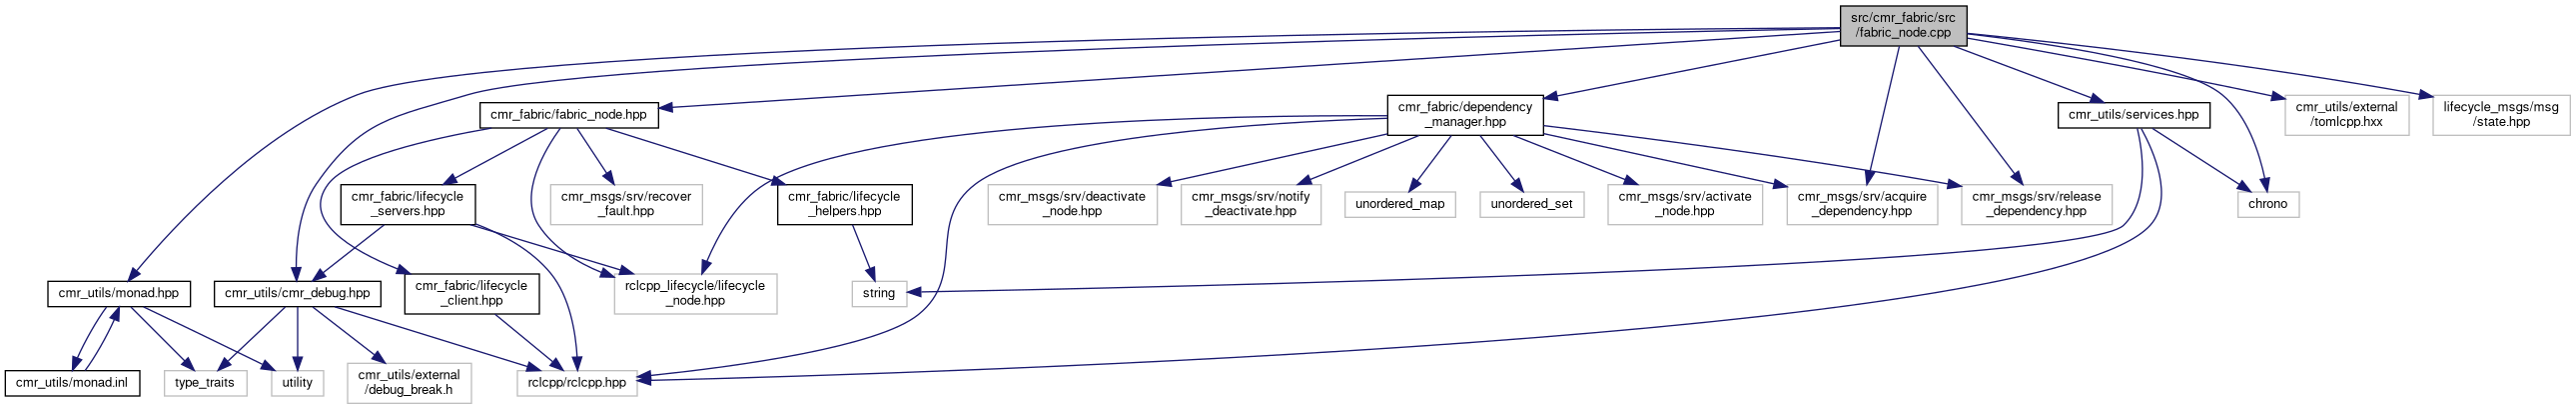 src/cmr_fabric/src
/fabric_node.cpp
cmr_fabric/fabric_node.hpp
cmr_fabric/dependency
_manager.hpp
cmr_utils/services.hpp
cmr_utils/external
/tomlcpp.hxx
lifecycle_msgs/msg
/state.hpp
cmr_fabric/lifecycle
_servers.hpp
cmr_msgs/srv/recover
_fault.hpp
cmr_fabric/lifecycle
_helpers.hpp
cmr_msgs/srv/deactivate
_node.hpp
cmr_msgs/srv/notify
_deactivate.hpp
unordered_map
unordered_set
cmr_msgs/srv/activate
_node.hpp
cmr_msgs/srv/acquire
_dependency.hpp
cmr_msgs/srv/release
_dependency.hpp
chrono
cmr_utils/monad.hpp
cmr_utils/cmr_debug.hpp
cmr_fabric/lifecycle
_client.hpp
rclcpp_lifecycle/lifecycle
_node.hpp
string
cmr_utils/monad.inl
type_traits
utility
cmr_utils/external
/debug_break.h
rclcpp/rclcpp.hpp